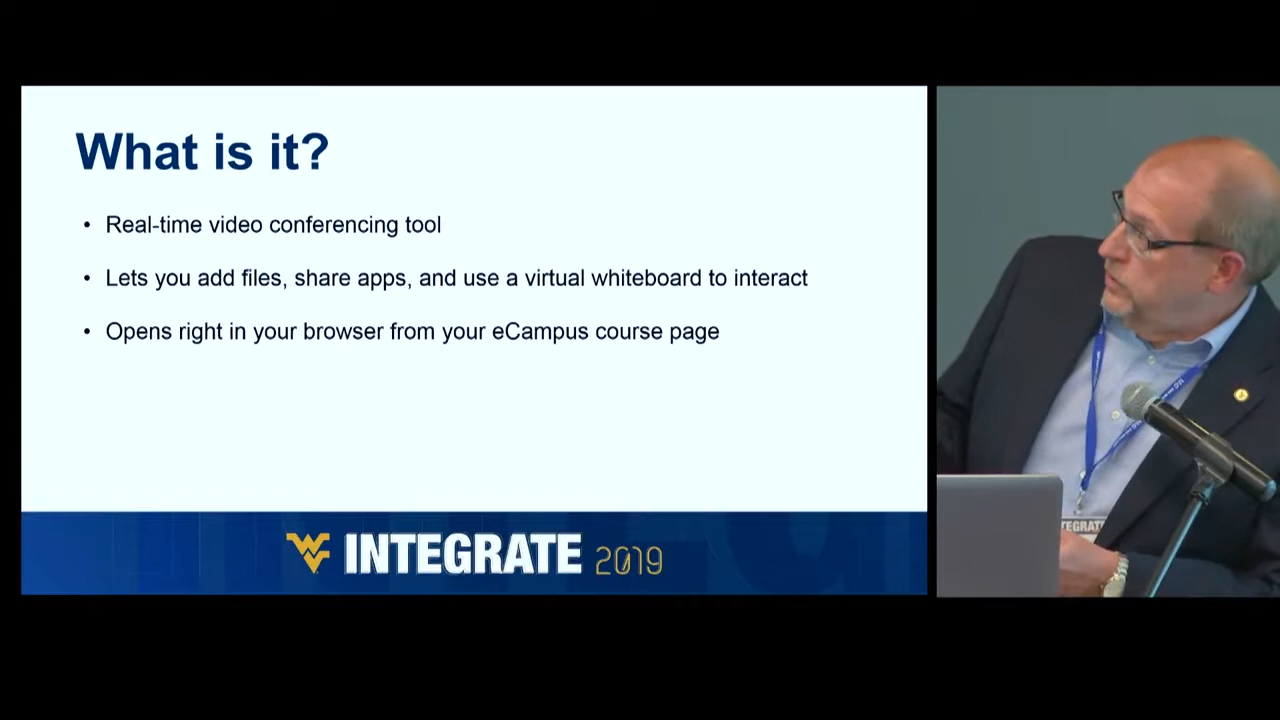 What is it?
• Real-time video conferencing tool
• Lets you add files, share apps, and use a virtual whiteboard to interact
• Opens right in your browser from your eCampus course page
INTEGRATE 2019
TEGRATE